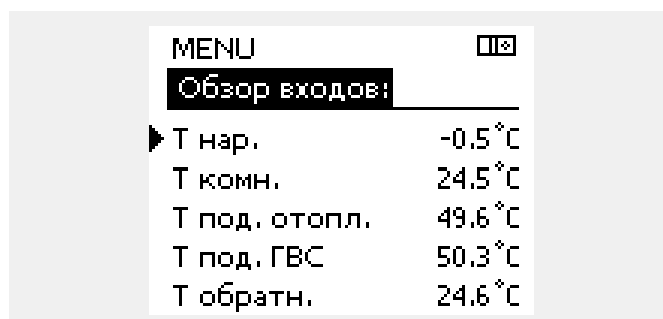 MENU
Обзор входов:
Т нар. -0.5°C
Т комн. 24.5°C
Т под. отопл. 49.6°C
Т под. ГВС 50.3°C
Т обратн. 24.6°C